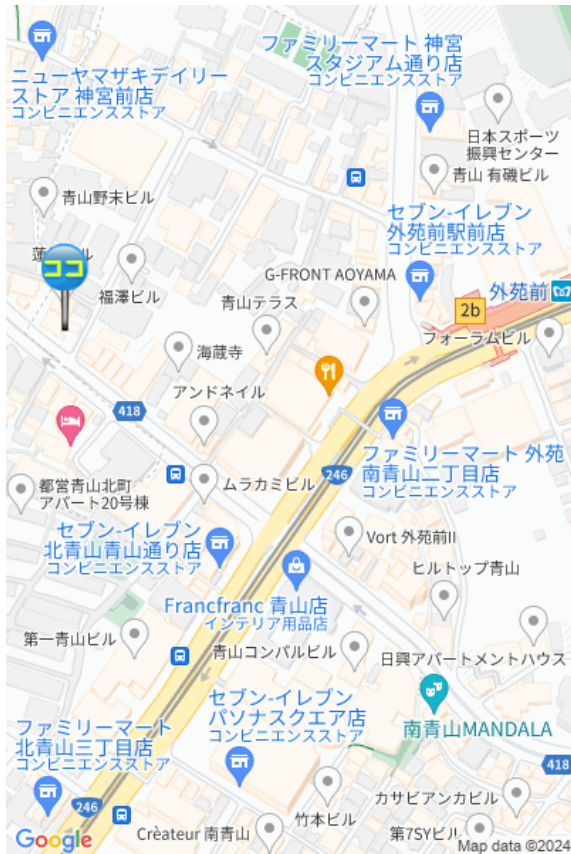 ファミリーマート 神宮
スタジアム通り店
コンビニエンスストア
ニューヤマザキデイリー
ストア 神宮前店
コンビニエンスストア
日本スポーツ
振興センター
青山 有磯ビル
青山野末ビル
セブン-イレブン
外苑前駅前店
コンビニエンスストア
ココ
福澤ビル
G-FRONT AOYAMA
外苑前
2b
青山テラス
フォーラムビル
海蔵寺
アンドネイル
418
ファミリーマート 外苑
南青山二丁目店
コンビニエンスストア
246
都営青山北町
アパート20号棟
ムラカミビル
セブン-イレブン
北青山青山通り店
コンビニエンスストア
Vort 外苑前II
ヒルトップ青山
Francfranc 青山店
インテリア用品店
第一青山ビル
青山コンパルビル
日興アパートメントハウス
セブン-イレブン
パソナスクエア店
コンビニエンスストア
南青山MANDALA
ファミリーマート
北青山三丁目店
コンビニエンスストア
418
カサビアンカビル
246
竹本ビル
Crèateur 南青山
第7SYビル
Google
Map data ©2024